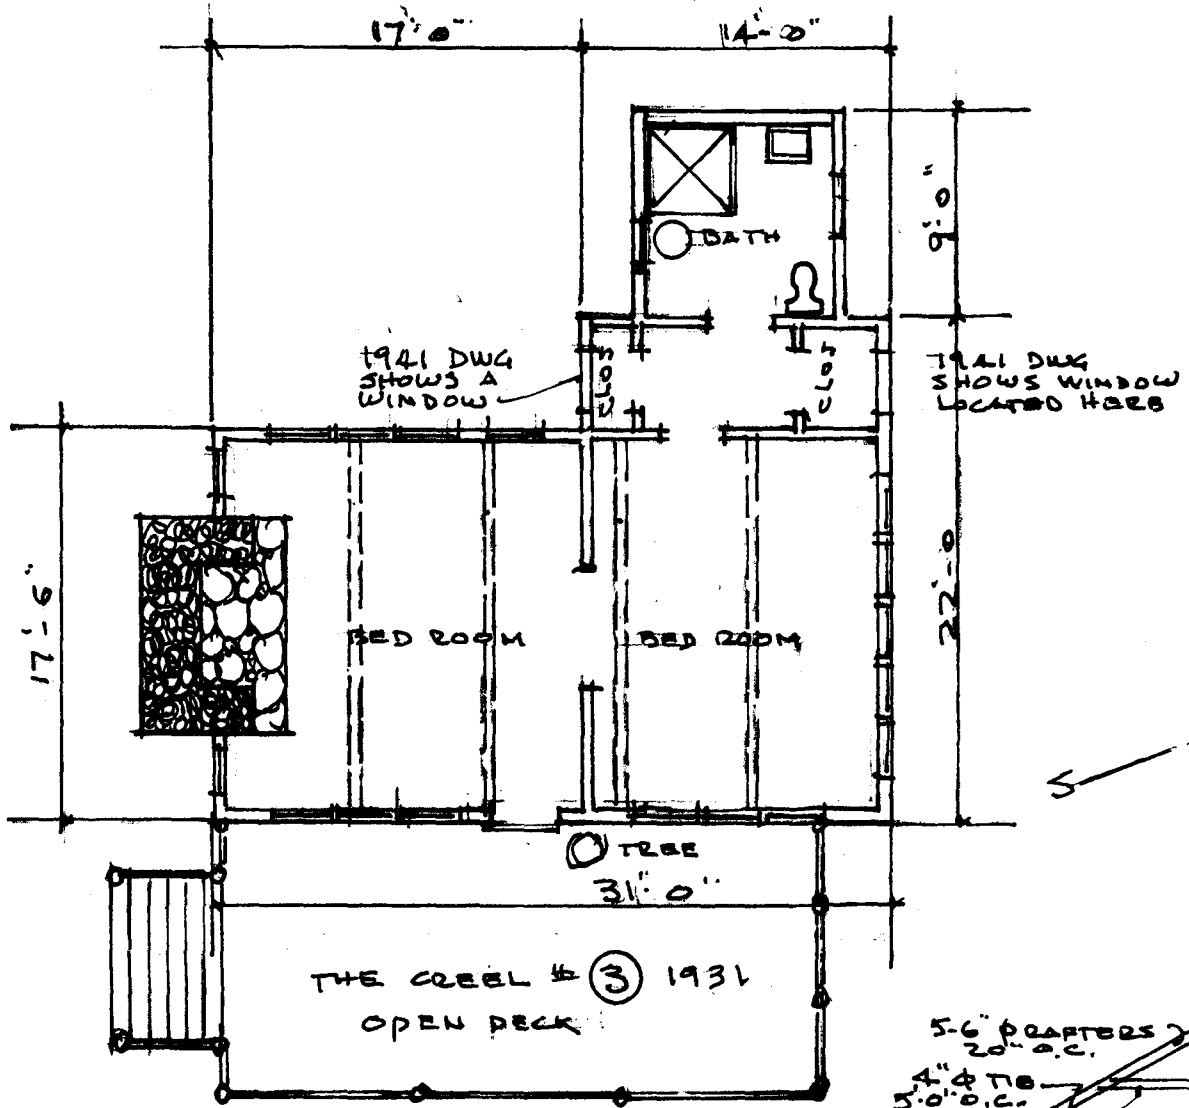 17'-0"
14'-0"
9'-0"
BATH
1941 DWG
SHOWS A
WINDOW
CLOS
CLOS
1941 DWG
SHOWS WINDOW
LOCATED HERE
17'-6"
BED ROOM
BED ROOM
22'-0
S
TREE
31'-0"
THE CREEL # 3 1931
OPEN DECK
5-6" Φ RAFTERS
20" O.C.
4" Φ TIE
5'-0" O.C.